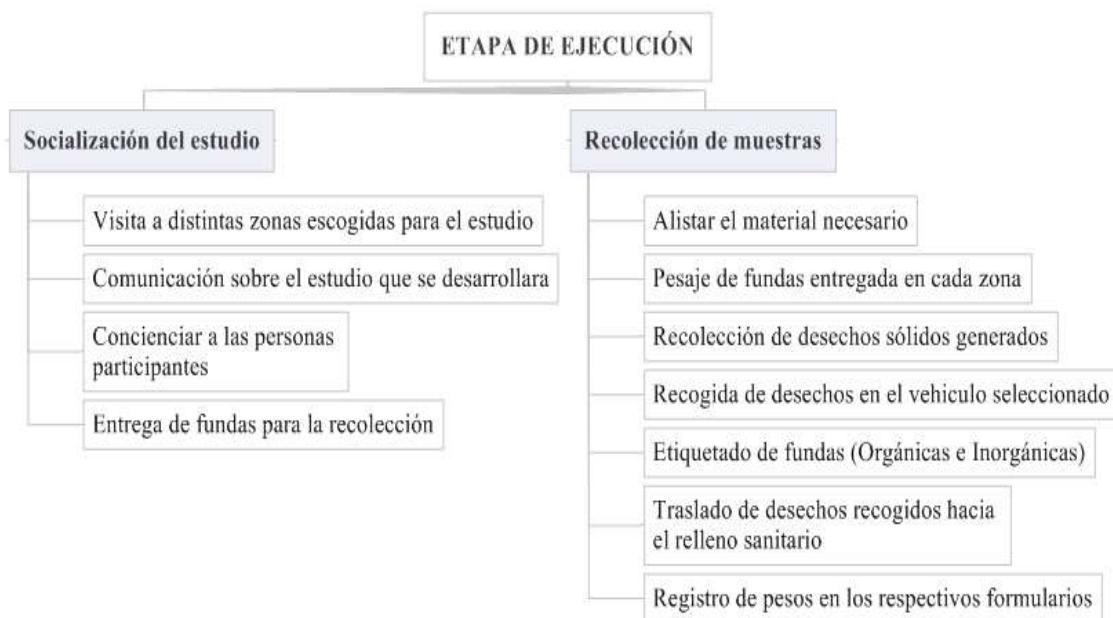 ETAPA DE EJECUCIÓN
Socialización del estudio
Visita a distintas zonas escogidas para el estudio
Comunicación sobre el estudio que se desarrollara
Concienciar a las personas
participantes
Entrega de fundas para la recolección
Recolección de muestras
Alistar el material necesario
Pesaje de fundas entregada en cada zona
Recolección de desechos sólidos generados
Recogida de desechos en el vehiculo seleccionado
Etiquetado de fundas (Orgánicas e Inorgánicas)
Traslado de desechos recogidos hacia
el relleno sanitario
Registro de pesos en los respectivos formularios